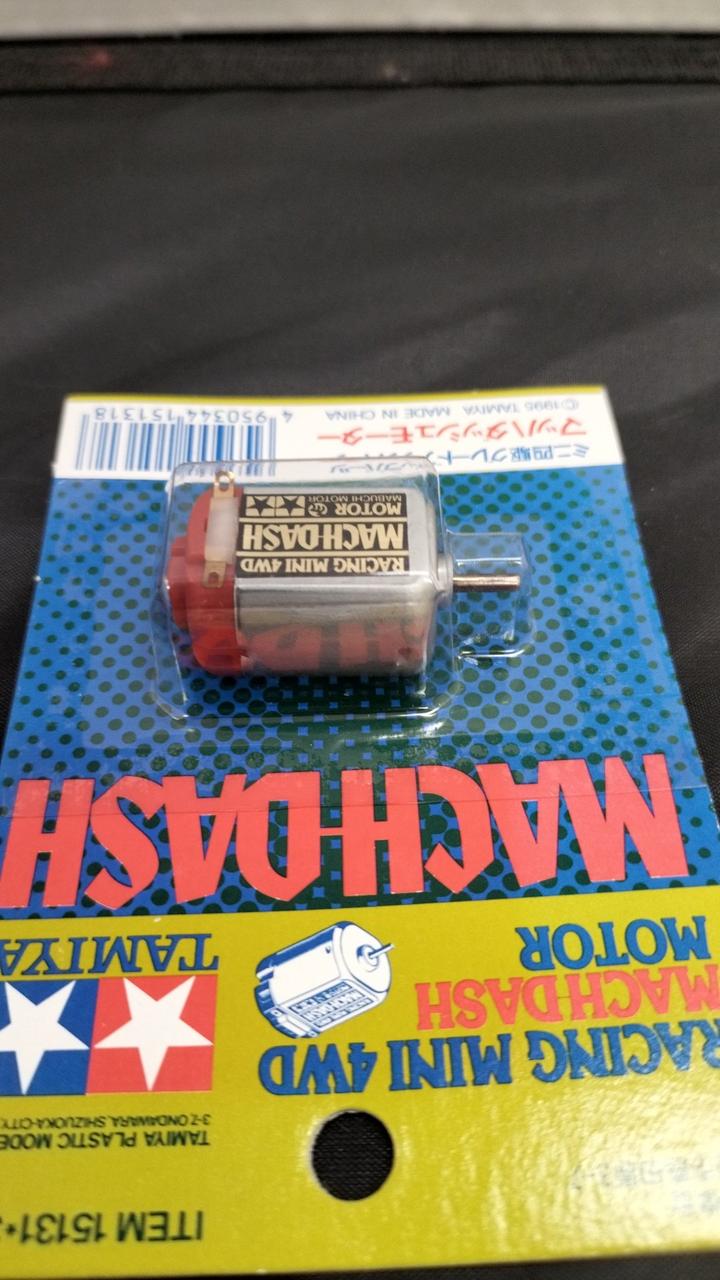 ITEM 15131
TAMIYA PLASTIC MODE
3-7, ONDAWARA, SHIZUOKA-CITY
TAMIYA
RACING MINI 4WD
MACH-DASH
MOTOR
MACH-DASH
RACING MINI 4WD
MACH-DASH
MOTOR
MABUCHI MOTOR
ミニ四駆グレードアップパーツ
マッハダッシュモーター
©1995 TAMIYA MADE IN CHINA
4 950344 151318